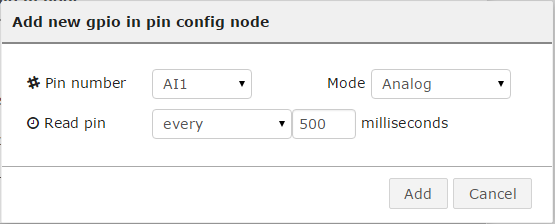 Add new gpio in pin config node
Pin number AI1 Mode Analog
Read pin every 500 milliseconds
Add Cancel